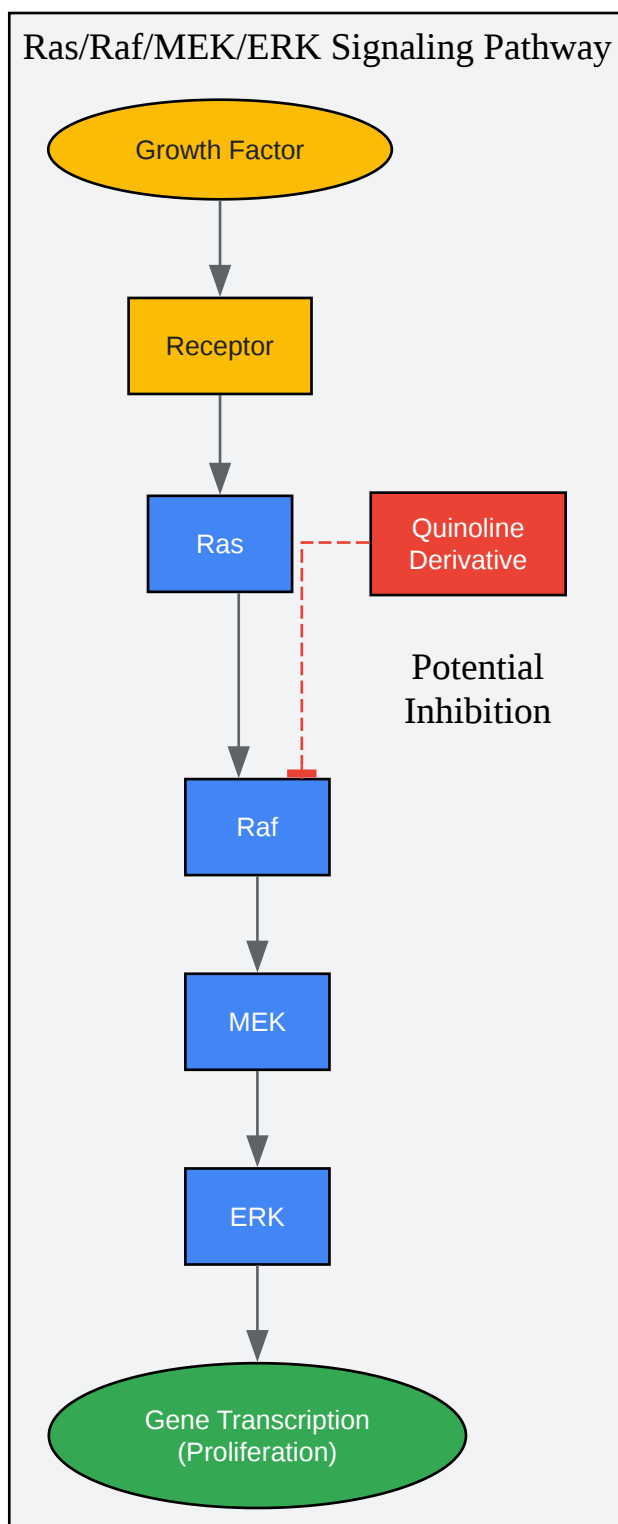 Ras/Raf/MEK/ERK Signaling Pathway
Growth Factor
Receptor
Ras
Quinoline
Derivative
Potential
Inhibition
Raf
MEK
ERK
Gene Transcription
(Proliferation)